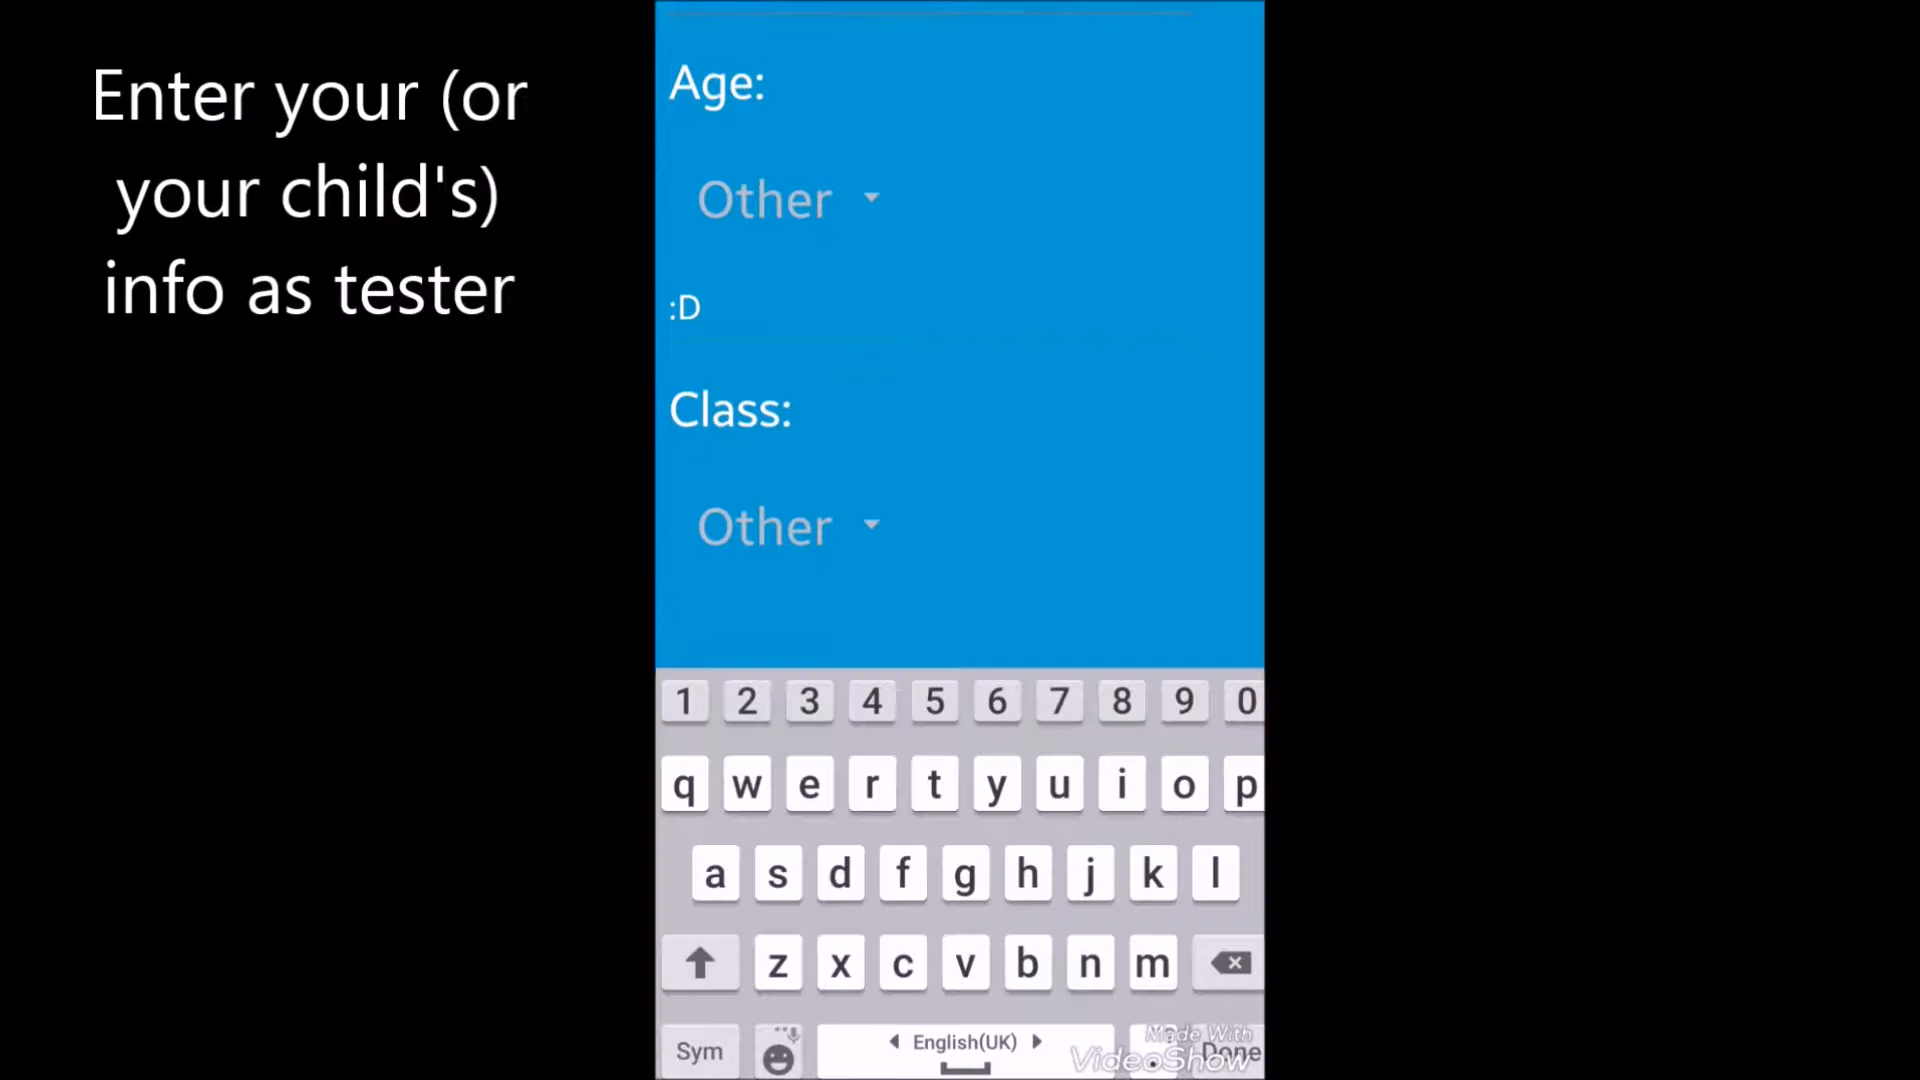 Enter your (or
your child's)
info as tester
Age:
Other
:D
Class:
Other
1 2 3 4 5 6 7 8 9 0
q w e r t y u i o p
a s d f g h j k l
z x c v b n m
Sym English(UK) . Done
Made With
VideoShow